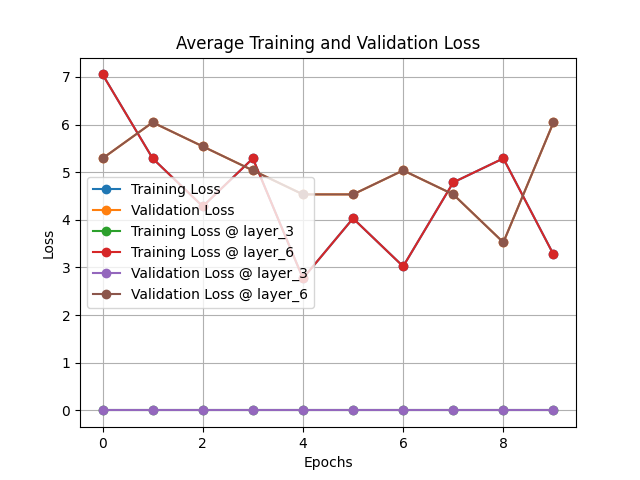 Average Training and Validation Loss
7
6
5
4
3
2
1
0
Loss
Training Loss
Validation Loss
Training Loss @ layer_3
Training Loss @ layer_6
Validation Loss @ layer_3
Validation Loss @ layer_6
0 2 4 6 8
Epochs